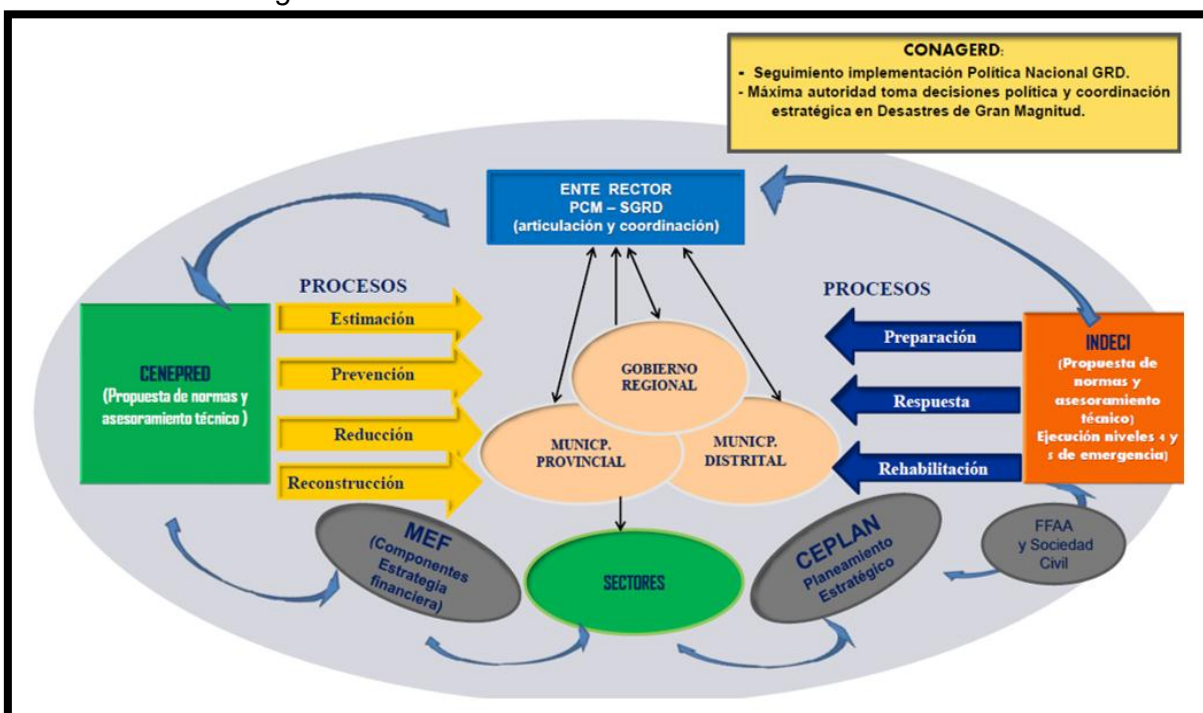 CONAGERD:
- Seguimiento implementación Política Nacional GRD.
- Máxima autoridad toma decisiones política y coordinación
estratégica en Desastres de Gran Magnitud.
ENTE RECTOR
PCM – SGRD
(articulación y coordinación)
PROCESOS
Estimación
Prevención
Reducción
Reconstrucción
CENEPRED
(Propuesta de normas y
asesoramiento técnico )
GOBIERNO
REGIONAL
MUNICP.
PROVINCIAL
MUNICP.
DISTRITAL
PROCESOS
Preparación
Respuesta
Rehabilitación
INDECI
(Propuesta de
normas y
asesoramiento
técnico)
Ejecución niveles 4 y
5 de emergencia)
MEF
(Componentes
Estrategia
financiera)
SECTORES
CEPLAN
Planeamiento
Estratégico
FFAA
y Sociedad
Civil